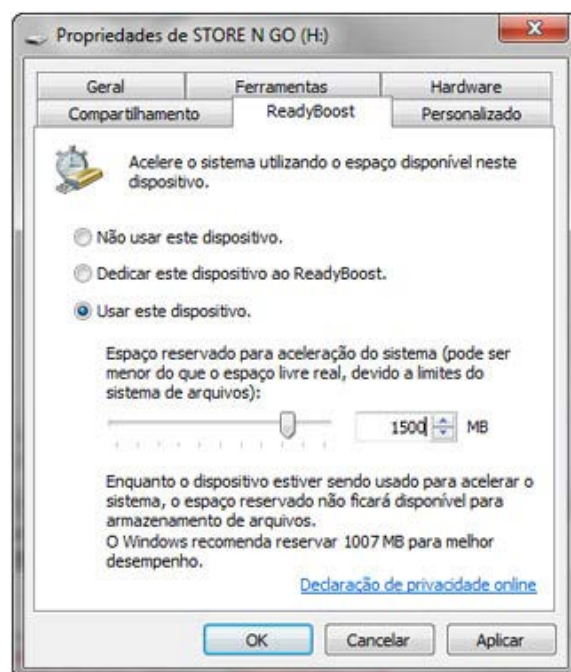 Propriedades de STORE N GO (H:)
Geral Ferramentas Hardware
Compartilhamento ReadyBoost Personalizado
Acelere o sistema utilizando o espaço disponível neste
dispositivo.
Não usar este dispositivo.
Dedicar este dispositivo ao ReadyBoost.
Usar este dispositivo.
Espaço reservado para aceleração do sistema (pode ser
menor do que o espaço livre real, devido a limites do
sistema de arquivos):
1500 MB
Enquanto o dispositivo estiver sendo usado para acelerar o
sistema, o espaço reservado não ficará disponível para
armazenamento de arquivos.
O Windows recomenda reservar 1007 MB para melhor
desempenho.
Declaração de privacidade online
OK Cancelar Aplicar